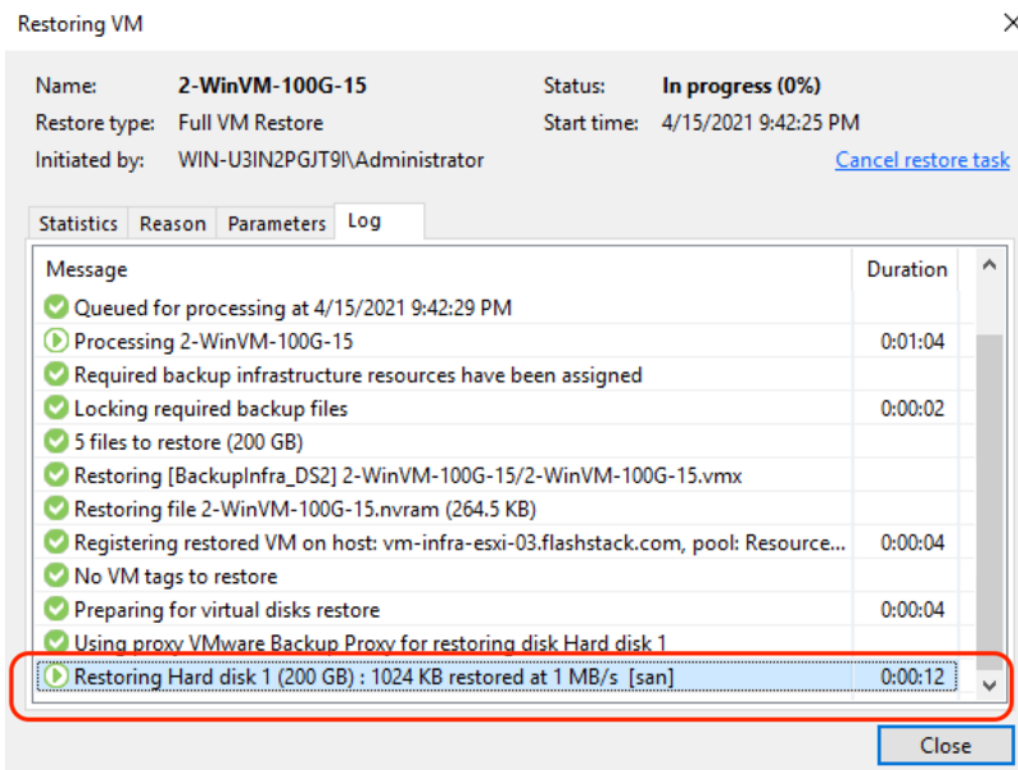 Restoring VM
Name: 2-WinVM-100G-15 Status: In progress (0%)
Restore type: Full VM Restore Start time: 4/15/2021 9:42:25 PM
Initiated by: WIN-U3IN2PGJT9I\Administrator Cancel restore task
Statistics Reason Parameters Log
Message Duration
Queued for processing at 4/15/2021 9:42:29 PM
Processing 2-WinVM-100G-15 0:01:04
Required backup infrastructure resources have been assigned
Locking required backup files 0:00:02
5 files to restore (200 GB)
Restoring [BackupInfra_DS2] 2-WinVM-100G-15/2-WinVM-100G-15.vmx
Restoring file 2-WinVM-100G-15.nvram (264.5 KB)
Registering restored VM on host: vm-infra-esxi-03.flashstack.com, pool: Resource... 0:00:04
No VM tags to restore
Preparing for virtual disks restore 0:00:04
Using proxy VMware Backup Proxy for restoring disk Hard disk 1
Restoring Hard disk 1 (200 GB) : 1024 KB restored at 1 MB/s [san] 0:00:12
Close